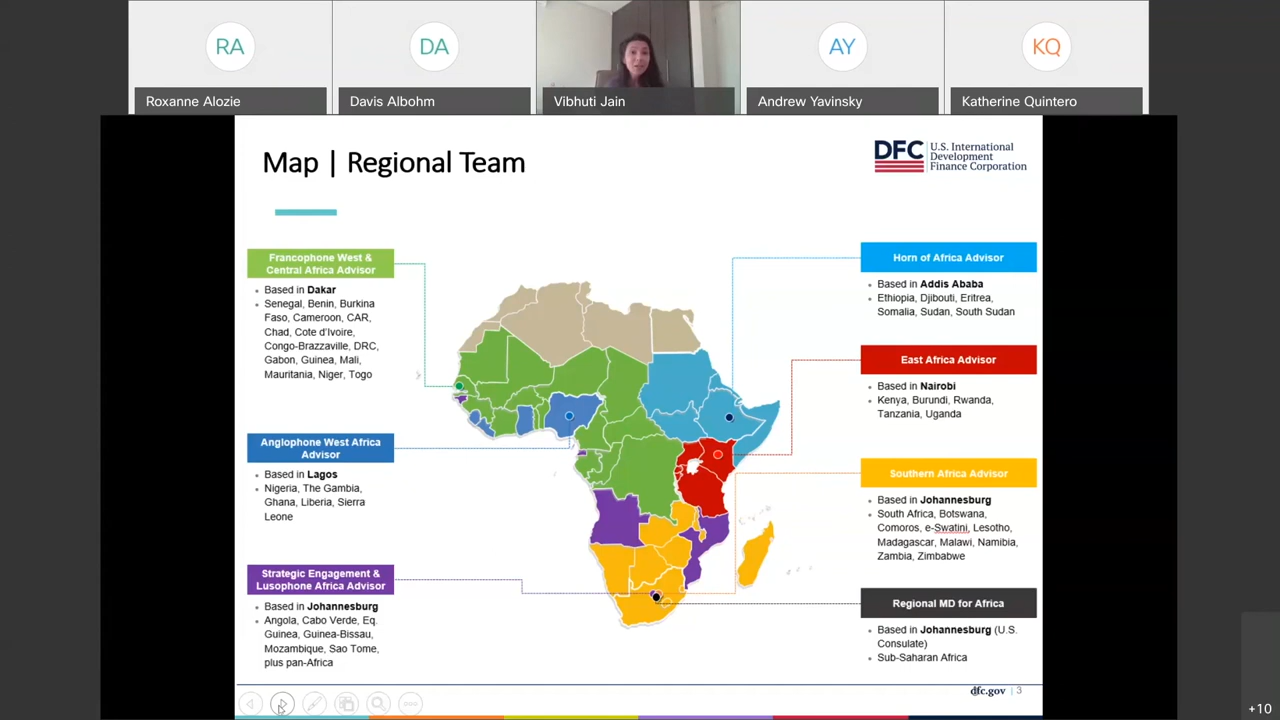 RA
DA
AY
KQ
Roxanne Alozie
Davis Albohm
Vibhuti Jain
Andrew Yavinsky
Katherine Quintero
Map | Regional Team
DFC
U.S. International
Development
Finance Corporation
Francophone West &
Central Africa Advisor
Based in Dakar
Senegal, Benin, Burkina
Faso, Cameroon, CAR,
Chad, Cote d'Ivoire,
Congo-Brazzaville, DRC,
Gabon, Guinea, Mali,
Mauritania, Niger, Togo
Anglophone West Africa
Advisor
Based in Lagos
Nigeria, The Gambia,
Ghana, Liberia, Sierra
Leone
Strategic Engagement &
Lusophone Africa Advisor
Based in Johannesburg
Angola, Cabo Verde, Eq.
Guinea, Guinea-Bissau,
Mozambique, Sao Tome,
plus pan-Africa
Horn of Africa Advisor
Based in Addis Ababa
Ethiopia, Djibouti, Eritrea,
Somalia, Sudan, South Sudan
East Africa Advisor
Based in Nairobi
Kenya, Burundi, Rwanda,
Tanzania, Uganda
Southern Africa Advisor
Based in Johannesburg
South Africa, Botswana,
Comoros, e-Swatini, Lesotho,
Madagascar, Malawi, Namibia,
Zambia, Zimbabwe
Regional MD for Africa
Based in Johannesburg (U.S.
Consulate)
Sub-Saharan Africa
dfc.gov | 3
+10